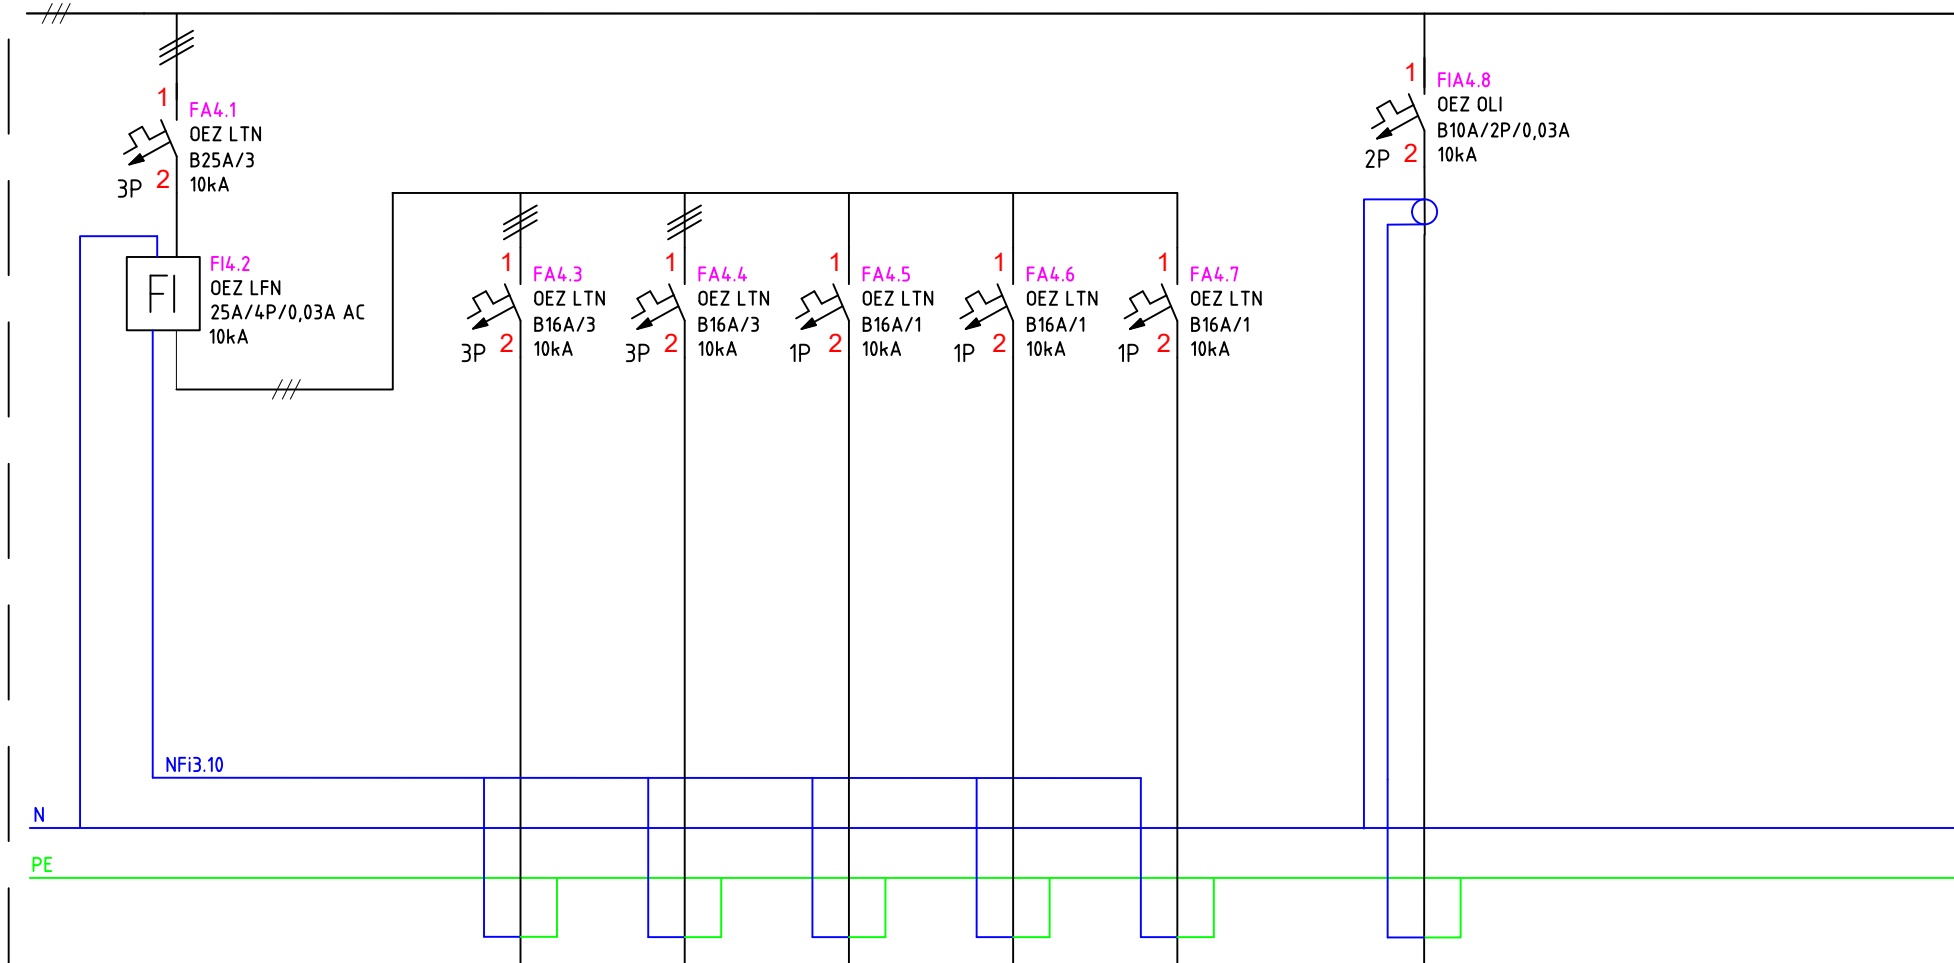 1
FA4.1
OEZ LTN
B25A/3
10kA
3P
2
FI
FI4.2
OEZ LFN
25A/4P/0,03A AC
10kA
1
FA4.3
OEZ LTN
B16A/3
10kA
3P
2
1
FA4.4
OEZ LTN
B16A/3
10kA
3P
2
1
FA4.5
OEZ LTN
B16A/1
10kA
1P
2
1
FA4.6
OEZ LTN
B16A/1
10kA
1P
2
1
FA4.7
OEZ LTN
B16A/1
10kA
1P
2
1
FIA4.8
OEZ OLI
B10A/2P/0,03A
10kA
2P
2
NFi3.10
N
PE